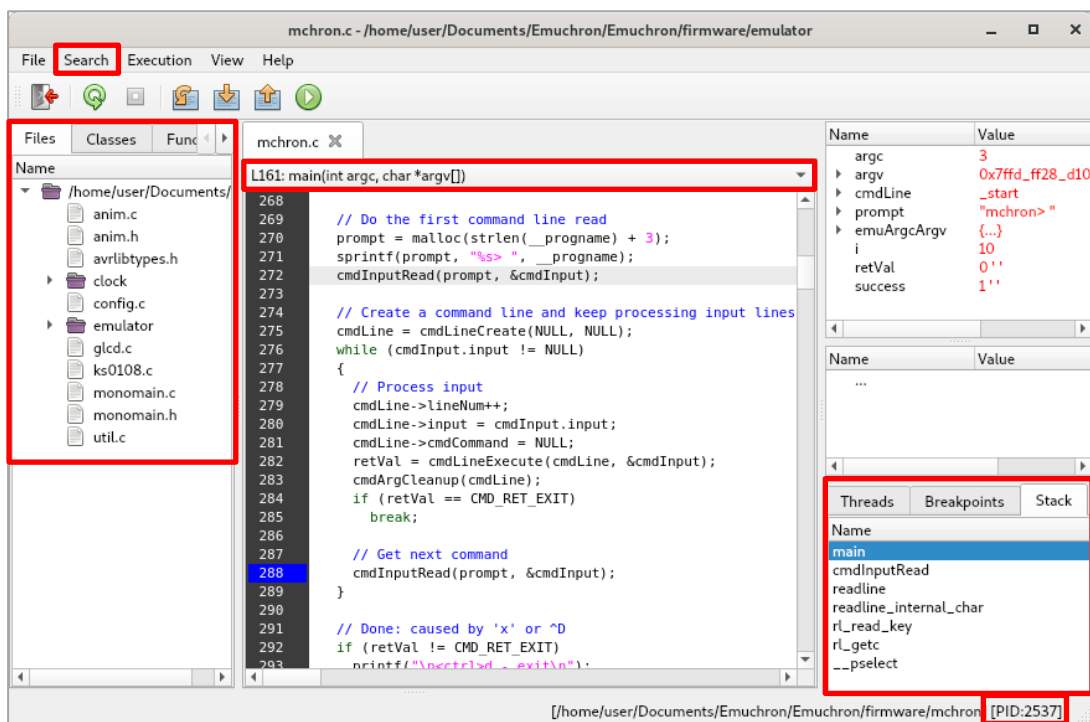 mchron.c - /home/user/Documents/Emuchron/Emuchron/firmware/emulator
File Search Execution View Help
Files Classes Func
Name
/home/user/Documents/
anim.c
anim.h
avrlibtypes.h
clock
config.c
emulator
glcd.c
ks0108.c
monomain.c
monomain.h
util.c
mchron.c
L161: main(int argc, char *argv[])
268
269 // Do the first command line read
270 prompt = malloc(strlen(__progname) + 3);
271 sprintf(prompt, "%s> ", __progname);
272 cmdInputRead(prompt, &cmdInput);
273
274 // Create a command line and keep processing input lines
275 cmdLine = cmdLineCreate(NULL, NULL);
276 while (cmdInput.input != NULL)
277 {
278 // Process input
279 cmdLine->lineNum++;
280 cmdLine->input = cmdInput.input;
281 cmdLine->cmdCommand = NULL;
282 retVal = cmdLineExecute(cmdLine, &cmdInput);
283 cmdArgCleanup(cmdLine);
284 if (retVal == CMD_RET_EXIT)
285 break;
286
287 // Get next command
288 cmdInputRead(prompt, &cmdInput);
289 }
290
291 // Done: caused by 'x' or ^D
292 if (retVal != CMD_RET_EXIT)
293 printf("\n<ctrl>d - exit\n");
Name Value
argc 3
argv 0x7ffd_ff28_d10
cmdLine _start
prompt "mchron> "
emuArgcArgv {...}
i 10
retVal 0 ' '
success 1 ' '
Name Value
...
Threads Breakpoints Stack
Name
main
cmdInputRead
readline
readline_internal_char
rl_read_key
rl_getc
__pselect
[/home/user/Documents/Emuchron/Emuchron/firmware/mchron [PID:2537]